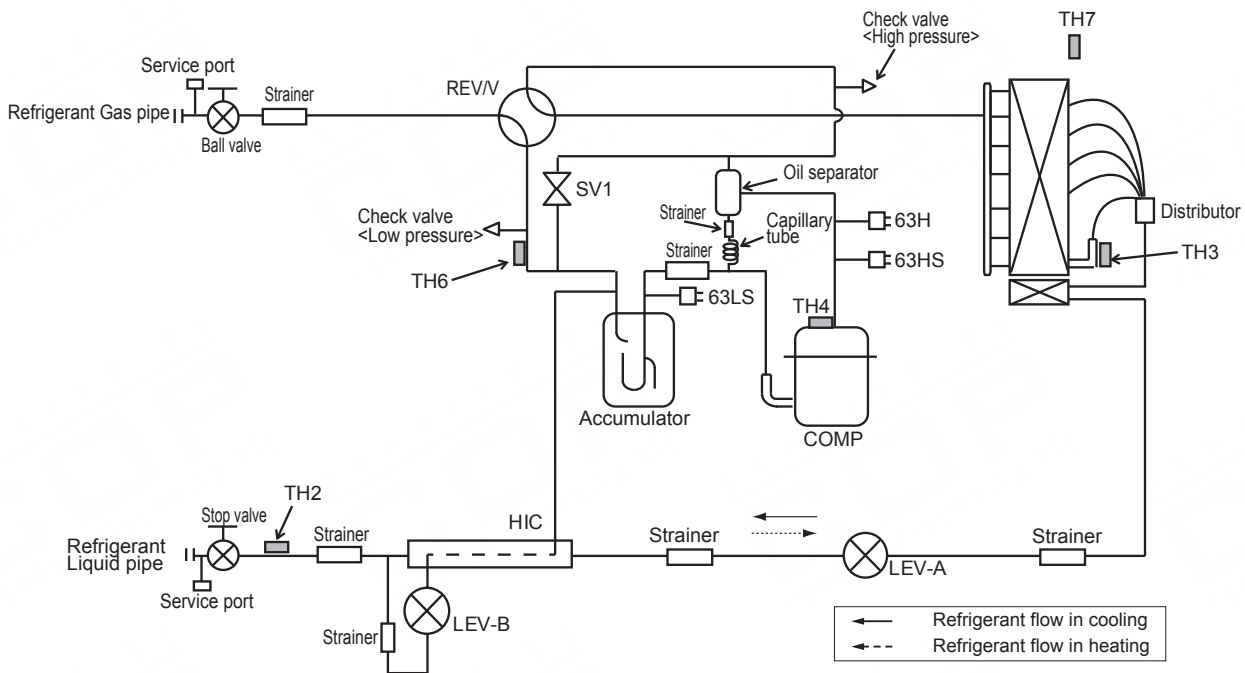 Check valve
<High pressure>
TH7
Service port
REV/V
Strainer
Refrigerant Gas pipe
Ball valve
Oil separator
SV1
Strainer
Capillary
tube
63H
Distributor
Check valve
<Low pressure>
Strainer
63HS
TH3
TH6
63LS
TH4
Accumulator
COMP
TH2
Stop valve
Strainer
HIC
Strainer
Strainer
Refrigerant
Liquid pipe
LEV-A
Service port
LEV-B
Strainer
Refrigerant flow in cooling
Refrigerant flow in heating